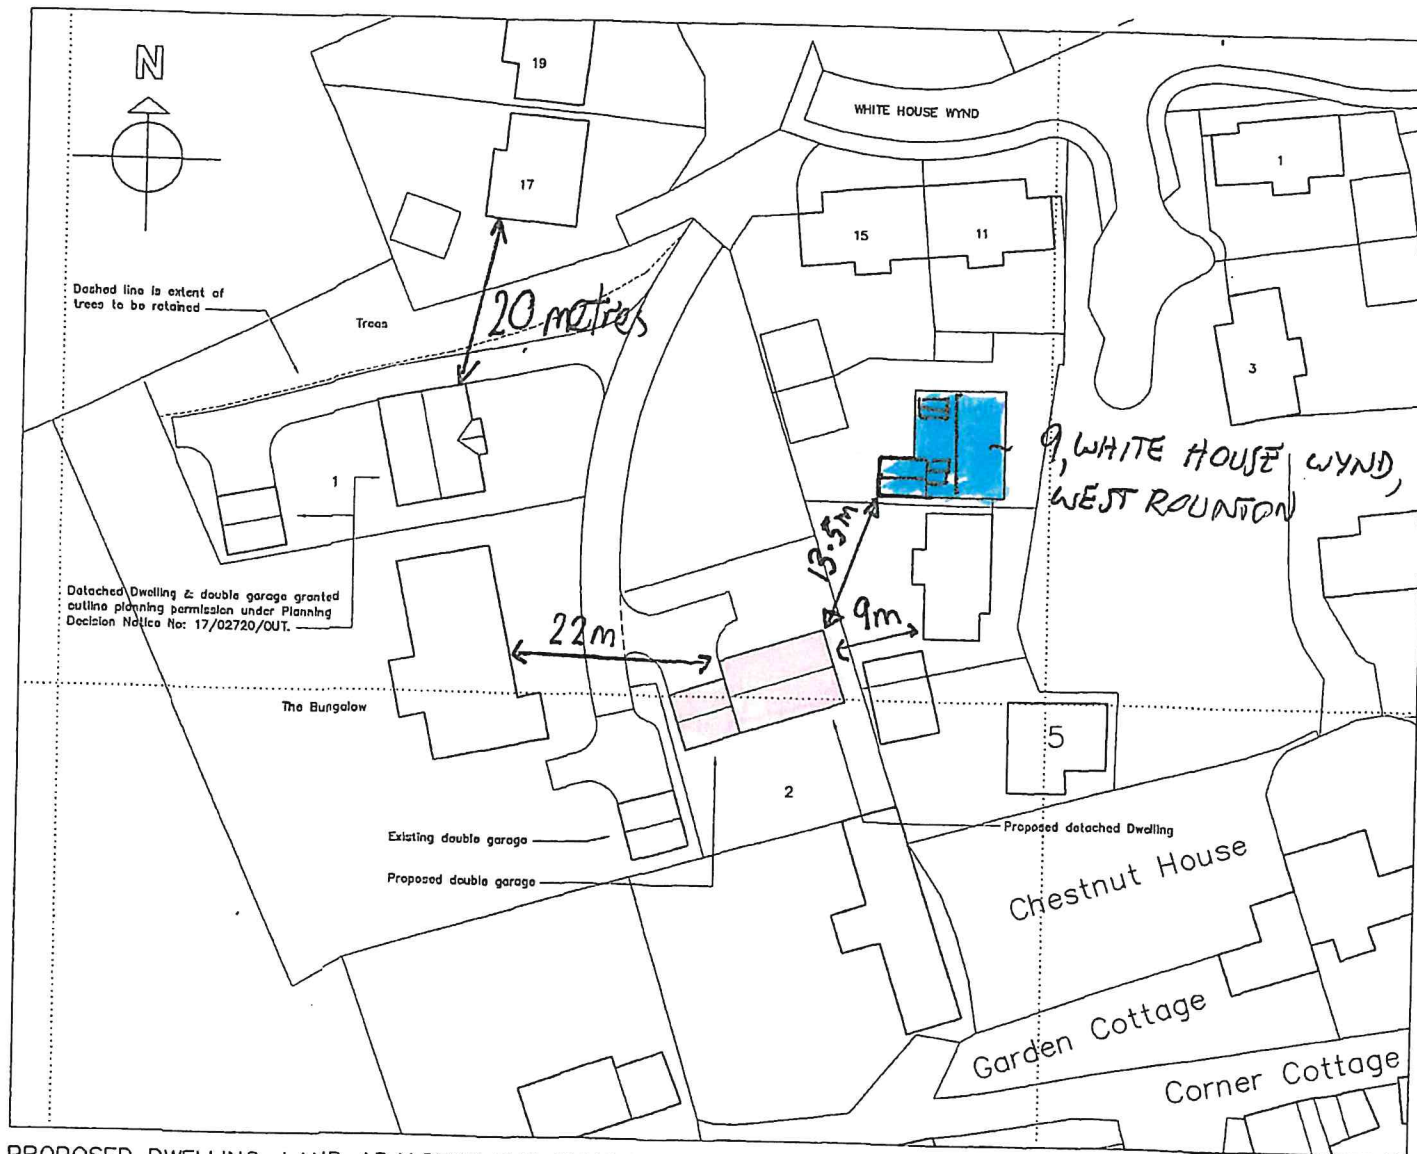 N
19
WHITE HOUSE WYND
17
1
15
11
Dashed line is extent of
trees to be retained
Trees
20 metres
3
9, WHITE HOUSE WYND,
WEST ROUNTON
1
13.5m
Detached Dwelling & double garage granted
outline planning permission under Planning
Decision Notice No: 17/02720/OUT.
22m
9m
The Bungalow
5
2
Existing double garage
Proposed detached Dwelling
Proposed double garage
Chestnut House
Garden Cottage
Corner Cottage
PROPOSED DWELLING, LAND